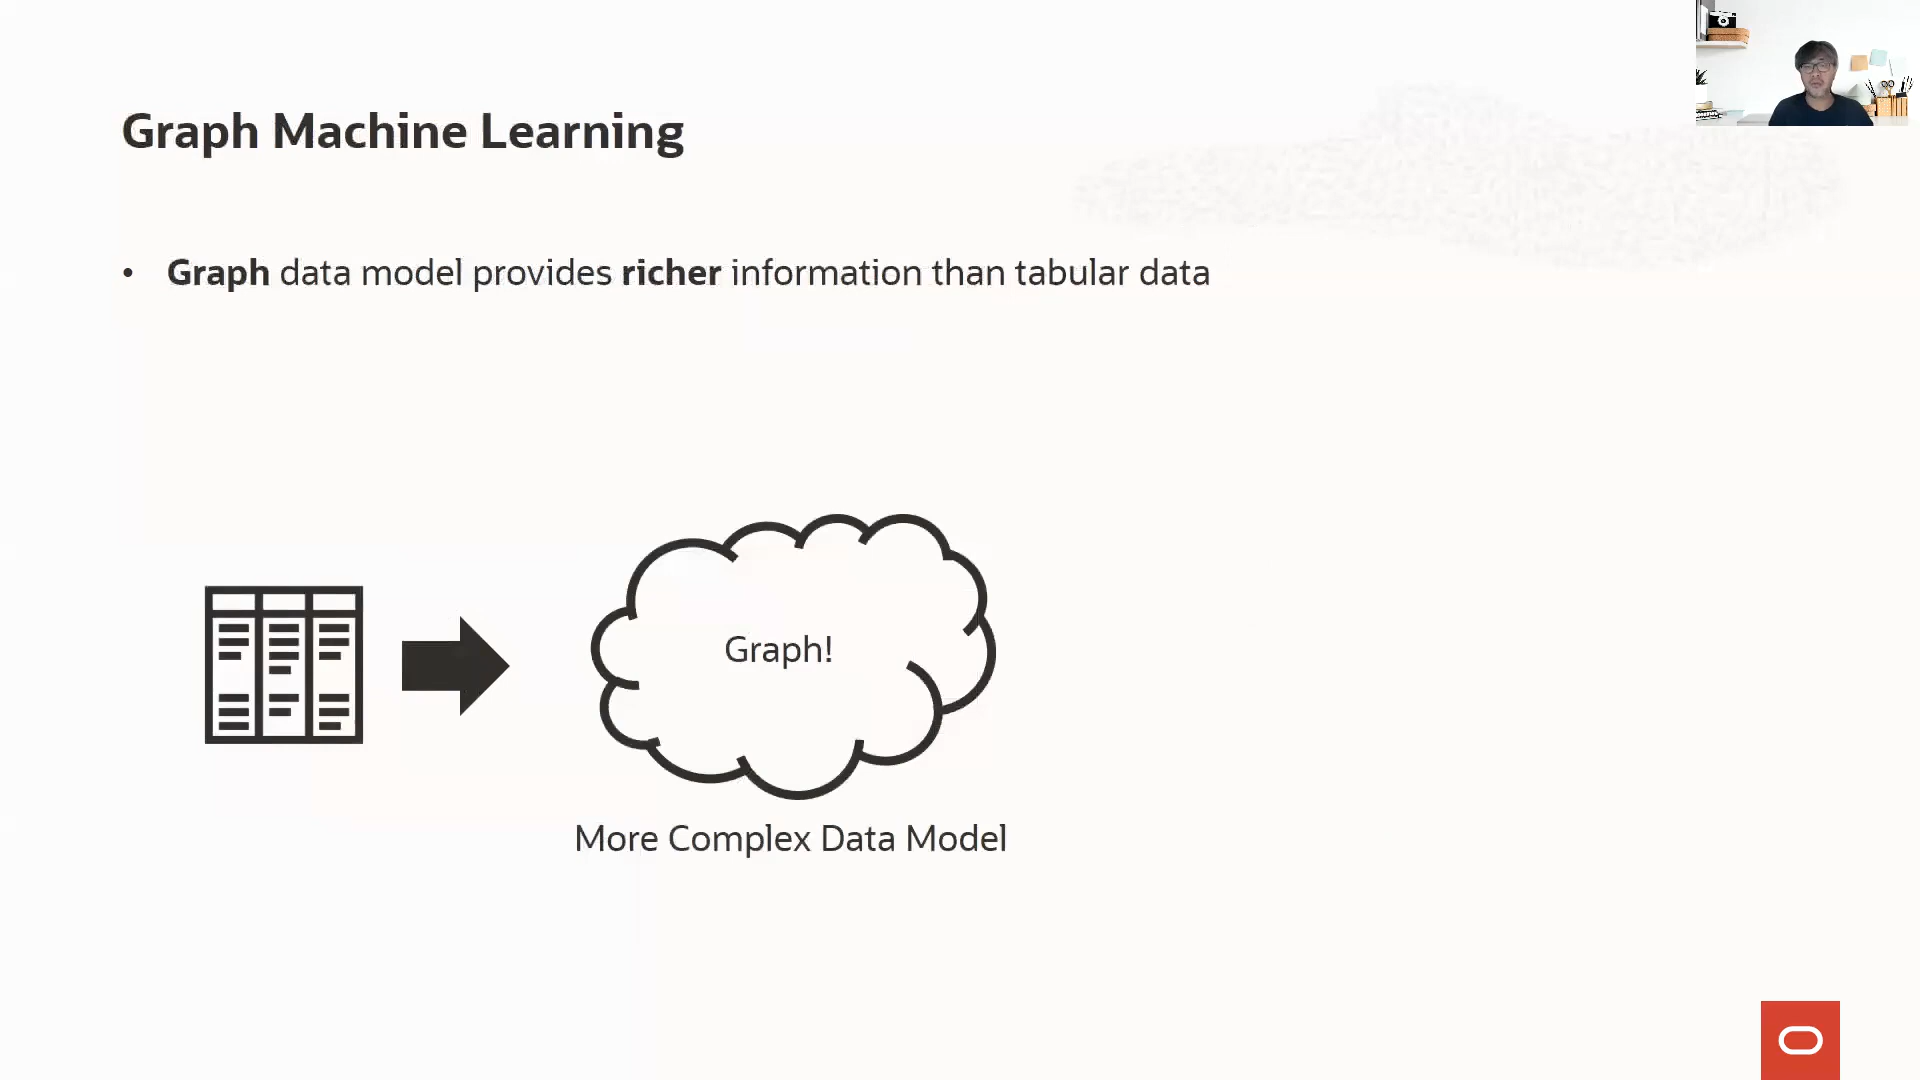 Graph Machine Learning
• Graph data model provides richer information than tabular data
Graph!
More Complex Data Model